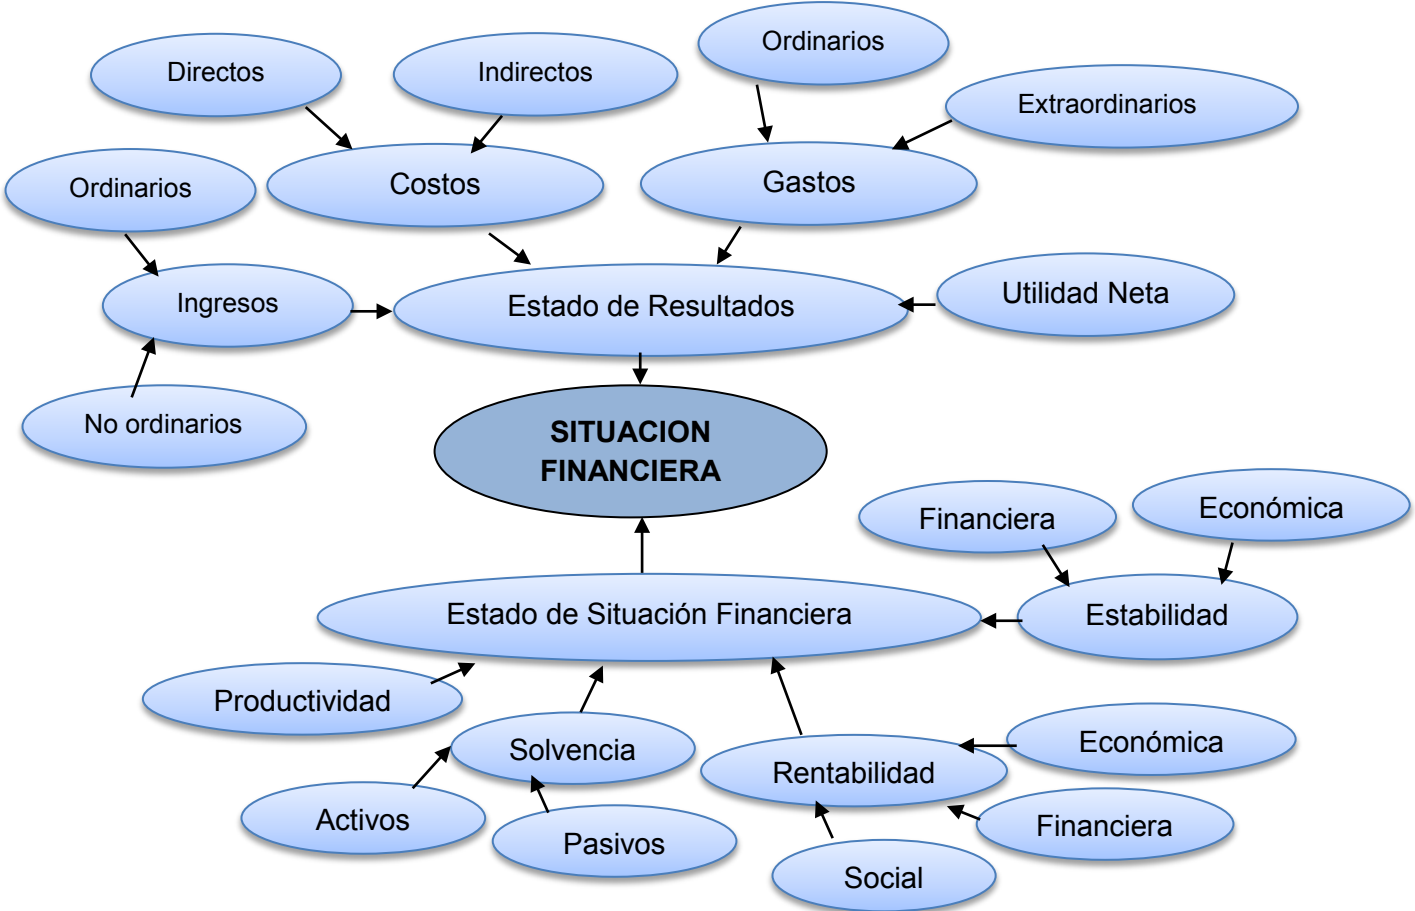 Ordinarios
Directos
Indirectos
Extraordinarios
Ordinarios
Costos
Gastos
Ingresos
Estado de Resultados
Utilidad Neta
No ordinarios
SITUACION
FINANCIERA
Financiera
Económica
Estado de Situación Financiera
Estabilidad
Productividad
Solvencia
Rentabilidad
Económica
Activos
Pasivos
Financiera
Social